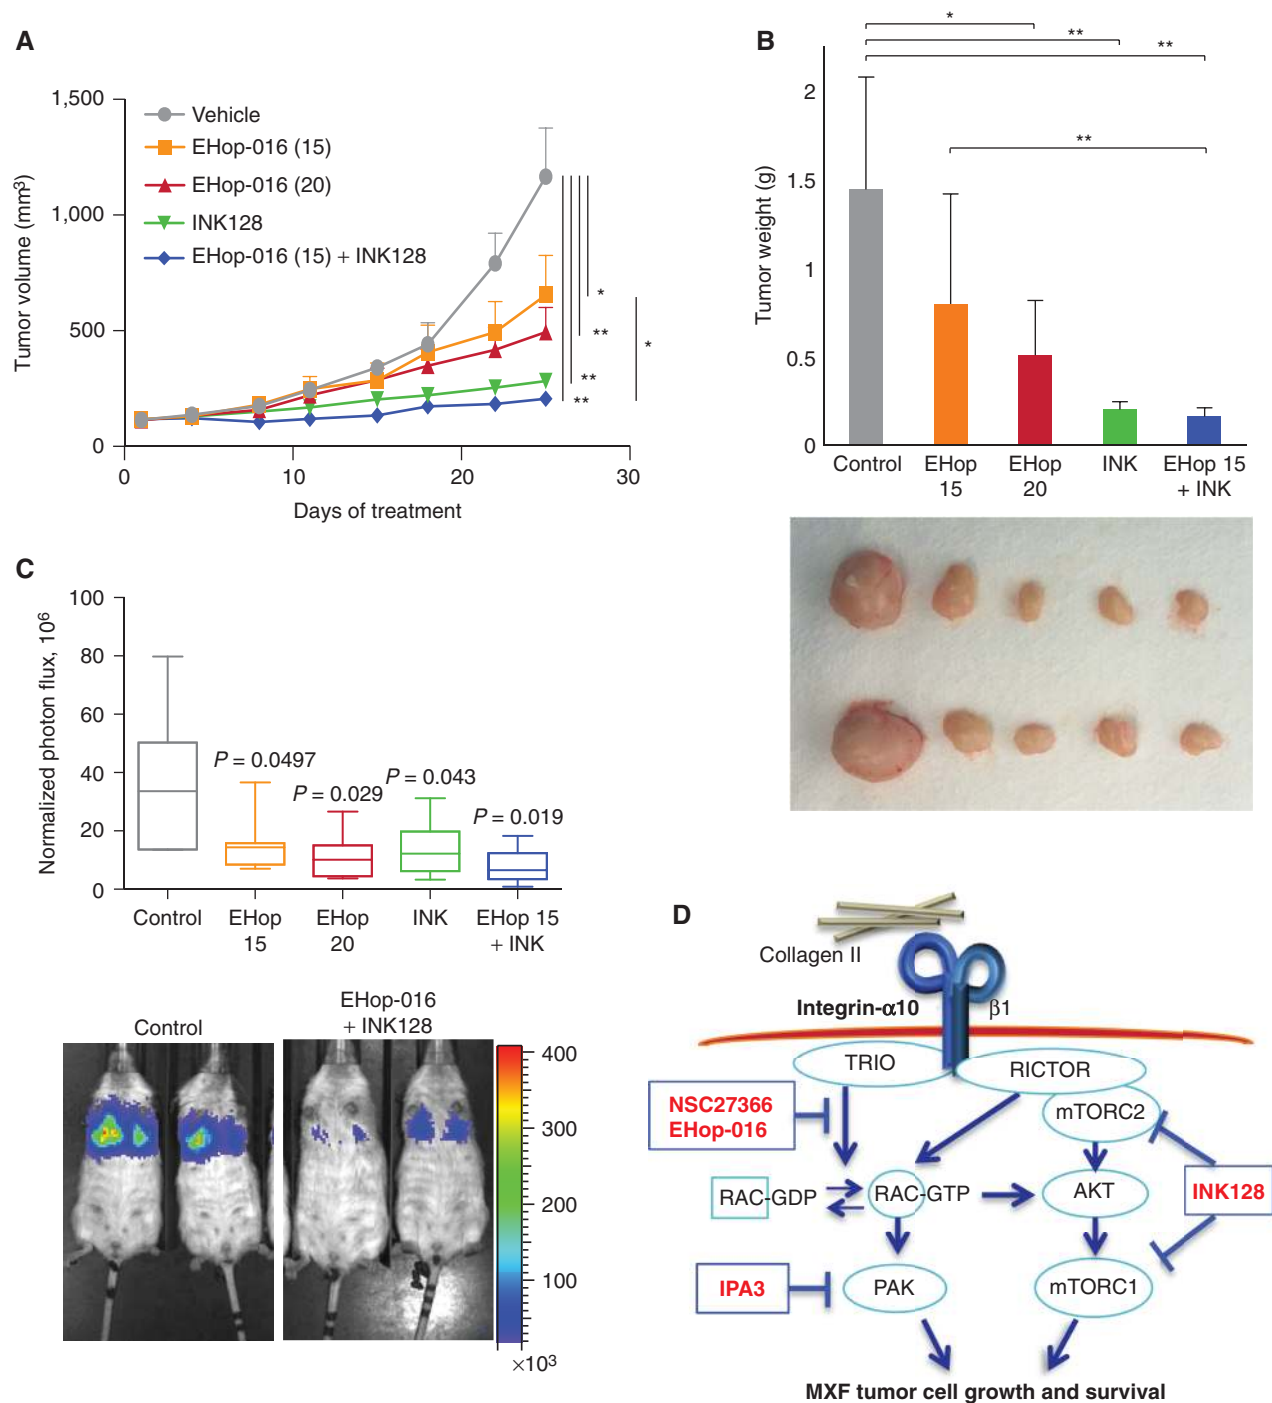 A
Tumor volume (mm³)
1,500
1,000
500
0
0
10
20
30
Days of treatment
Vehicle
EHop-016 (15)
EHop-016 (20)
INK128
EHop-016 (15) + INK128
*
**
*
**
**
B
Tumor weight (g)
2
1.5
1
0.5
0
*
**
**
**
Control
EHop
15
EHop
20
INK
EHop 15
+ INK
C
Normalized photon flux, 10⁶
100
80
60
40
20
0
P = 0.0497
P = 0.029
P = 0.043
P = 0.019
Control
EHop
15
EHop
20
INK
EHop 15
+ INK
Control
EHop-016
+ INK128
400
300
200
100
×10³
D
Collagen II
Integrin-α10
β1
TRIO
RICTOR
mTORC2
NSC27366
EHop-016
RAC-GDP
RAC-GTP
AKT
INK128
IPA3
PAK
mTORC1
MXF tumor cell growth and survival